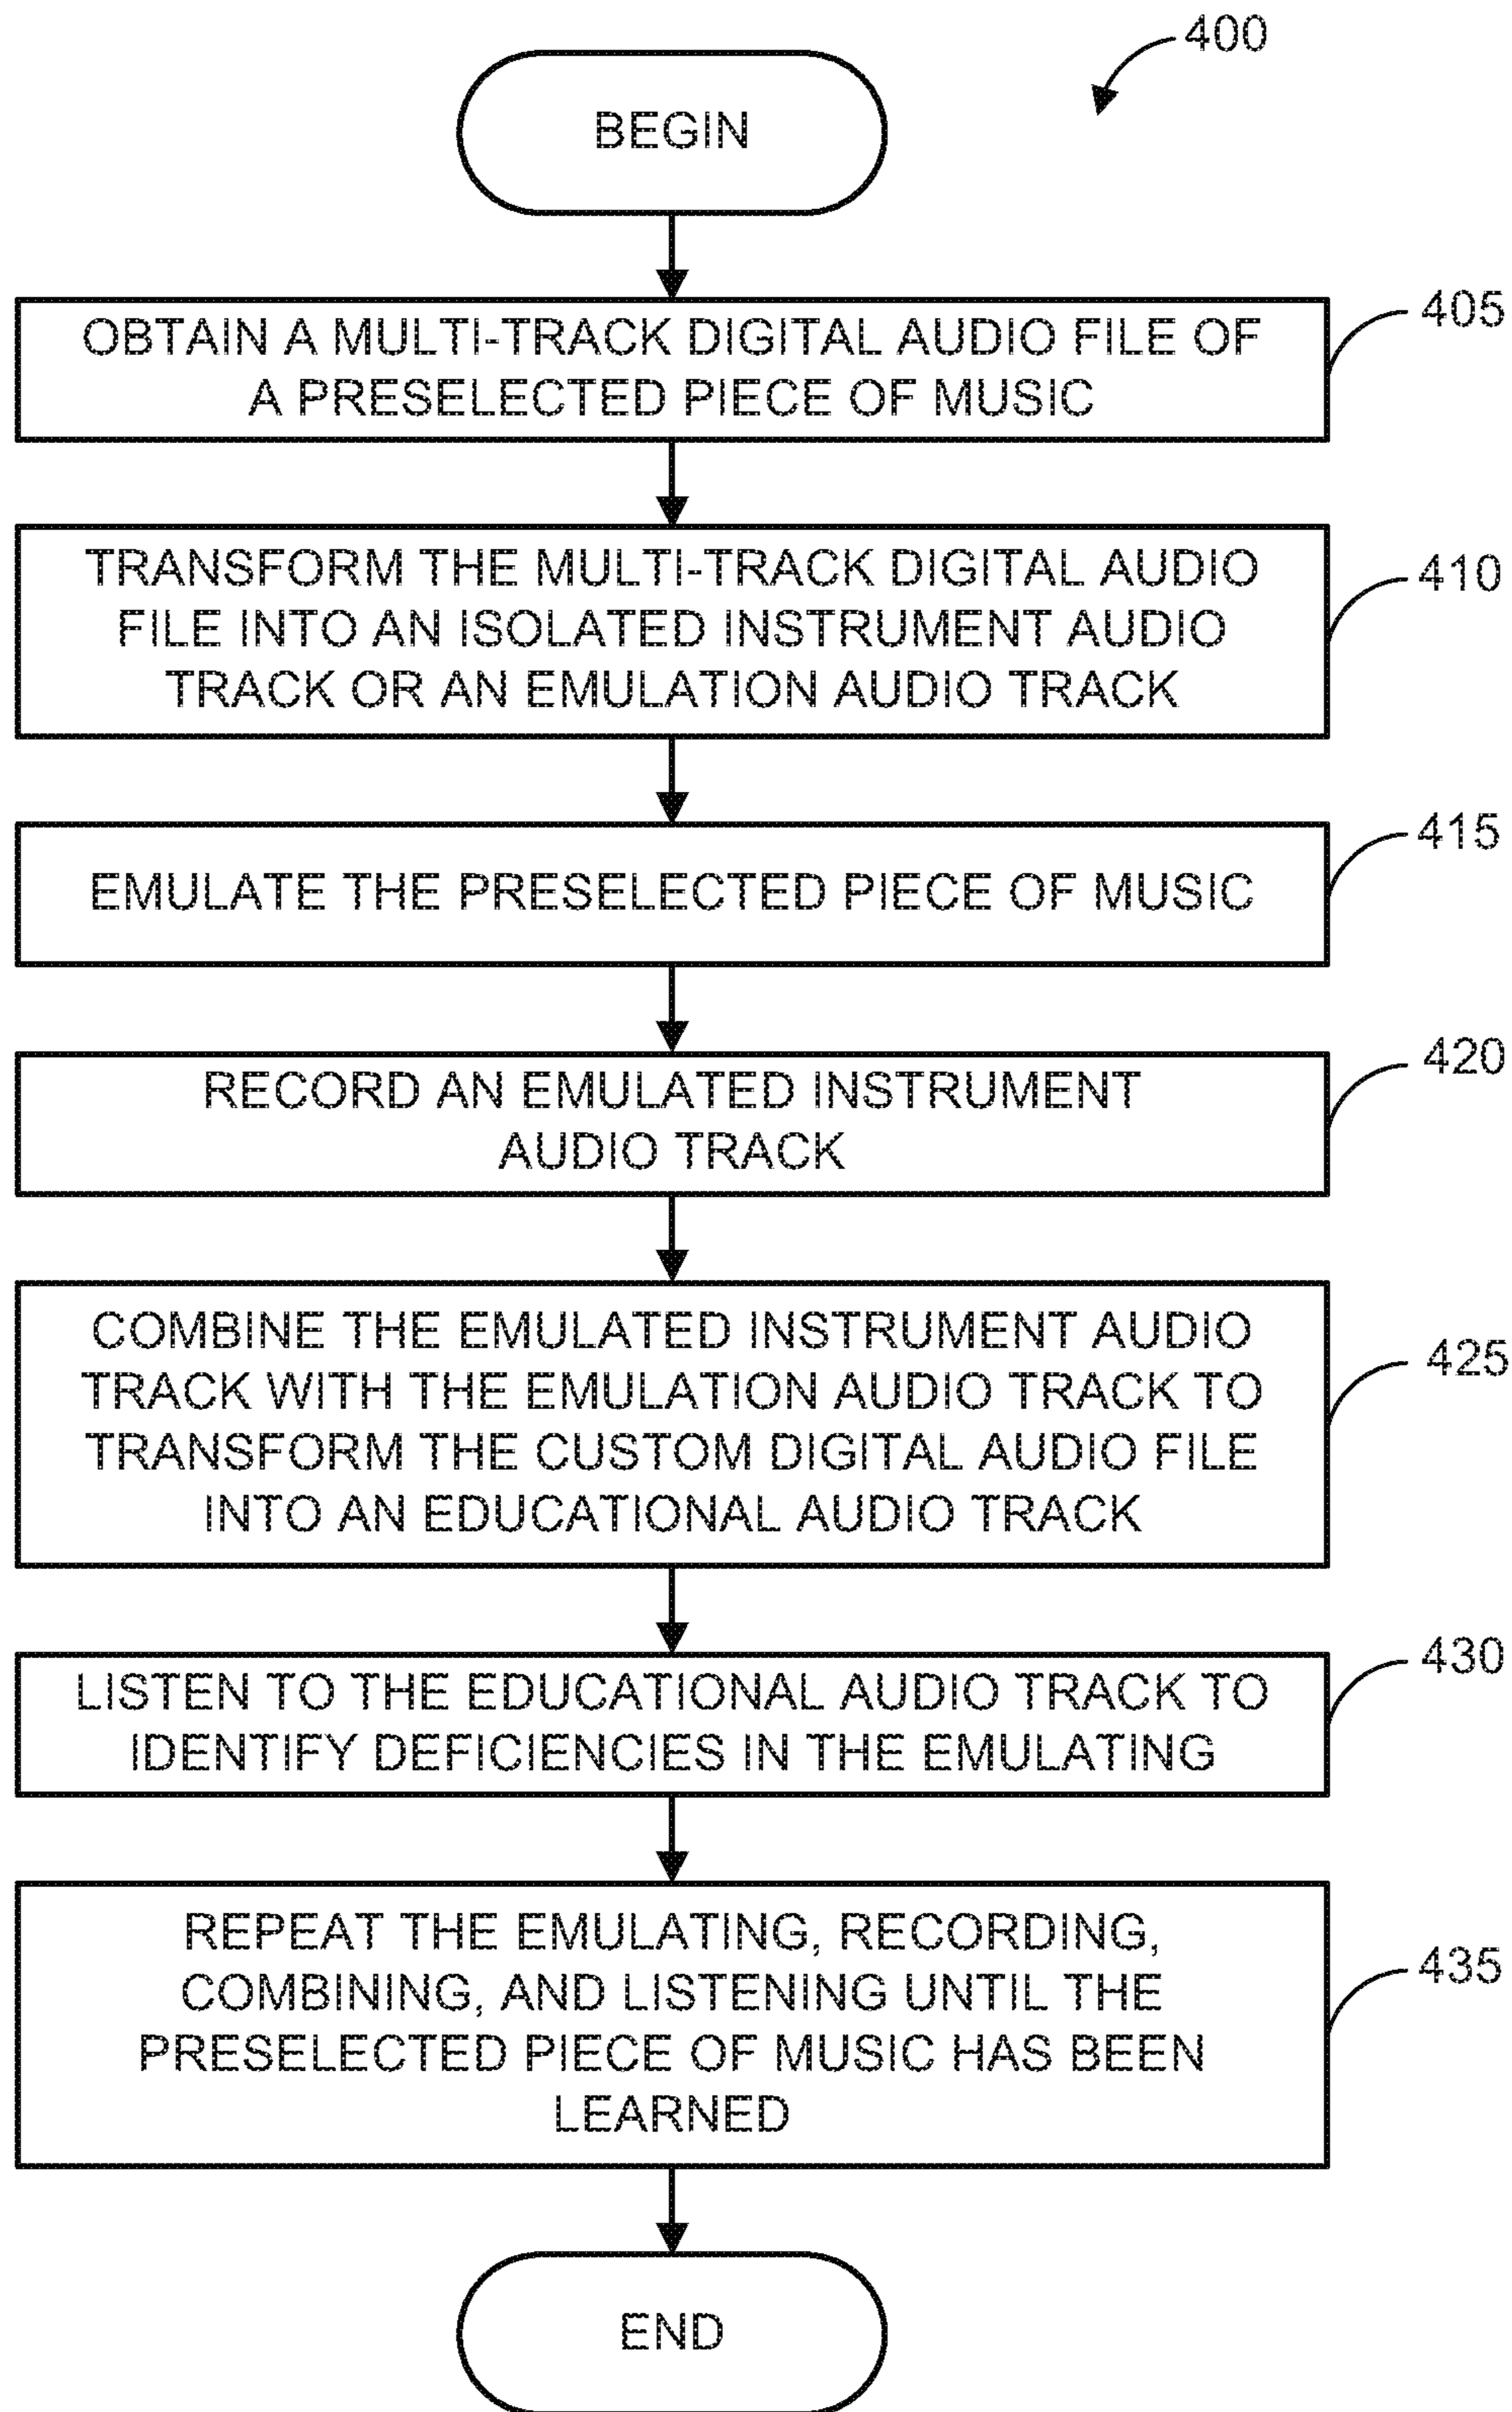 400
BEGIN
405
OBTAIN A MULTI-TRACK DIGITAL AUDIO FILE OF
A PRESELECTED PIECE OF MUSIC
410
TRANSFORM THE MULTI-TRACK DIGITAL AUDIO
FILE INTO AN ISOLATED INSTRUMENT AUDIO
TRACK OR AN EMULATION AUDIO TRACK
415
EMULATE THE PRESELECTED PIECE OF MUSIC
420
RECORD AN EMULATED INSTRUMENT
AUDIO TRACK
425
COMBINE THE EMULATED INSTRUMENT AUDIO
TRACK WITH THE EMULATION AUDIO TRACK TO
TRANSFORM THE CUSTOM DIGITAL AUDIO FILE
INTO AN EDUCATIONAL AUDIO TRACK
430
LISTEN TO THE EDUCATIONAL AUDIO TRACK TO
IDENTIFY DEFICIENCIES IN THE EMULATING
435
REPEAT THE EMULATING, RECORDING,
COMBINING, AND LISTENING UNTIL THE
PRESELECTED PIECE OF MUSIC HAS BEEN
LEARNED
END